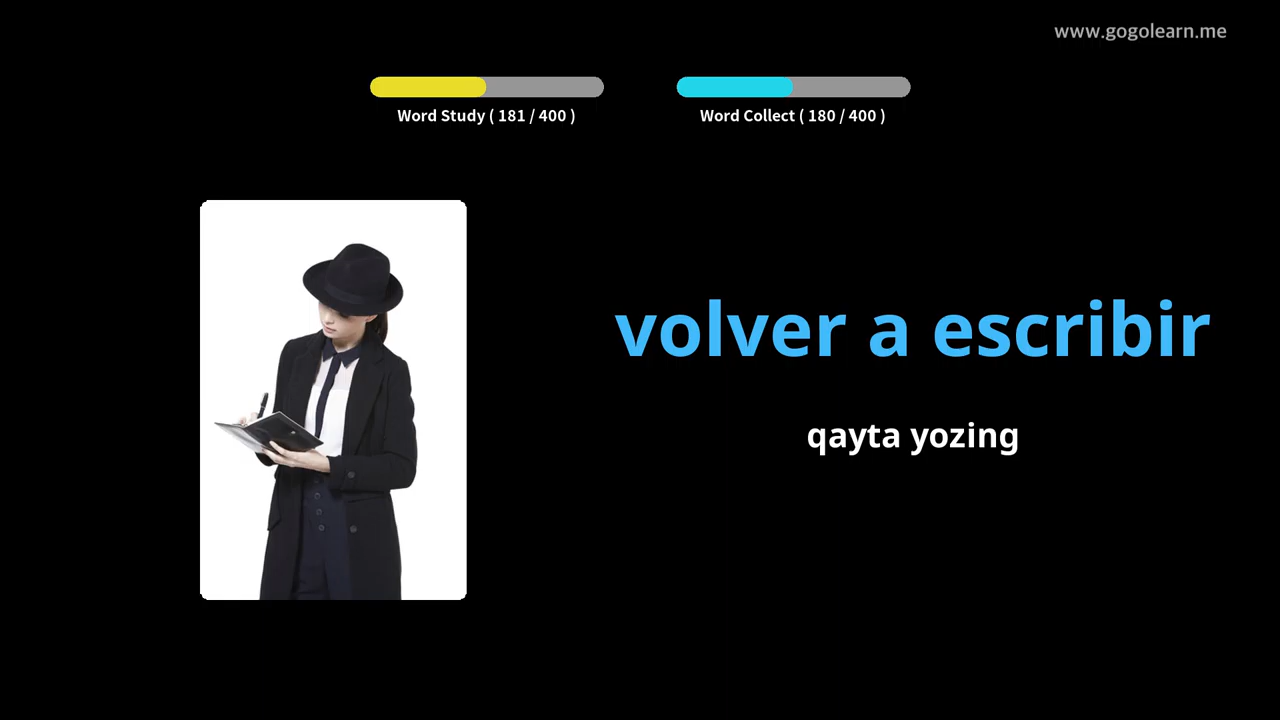 www.gogolearn.me
Word Study ( 181 / 400 )
Word Collect ( 180 / 400 )
volver a escribir
qayta yozing